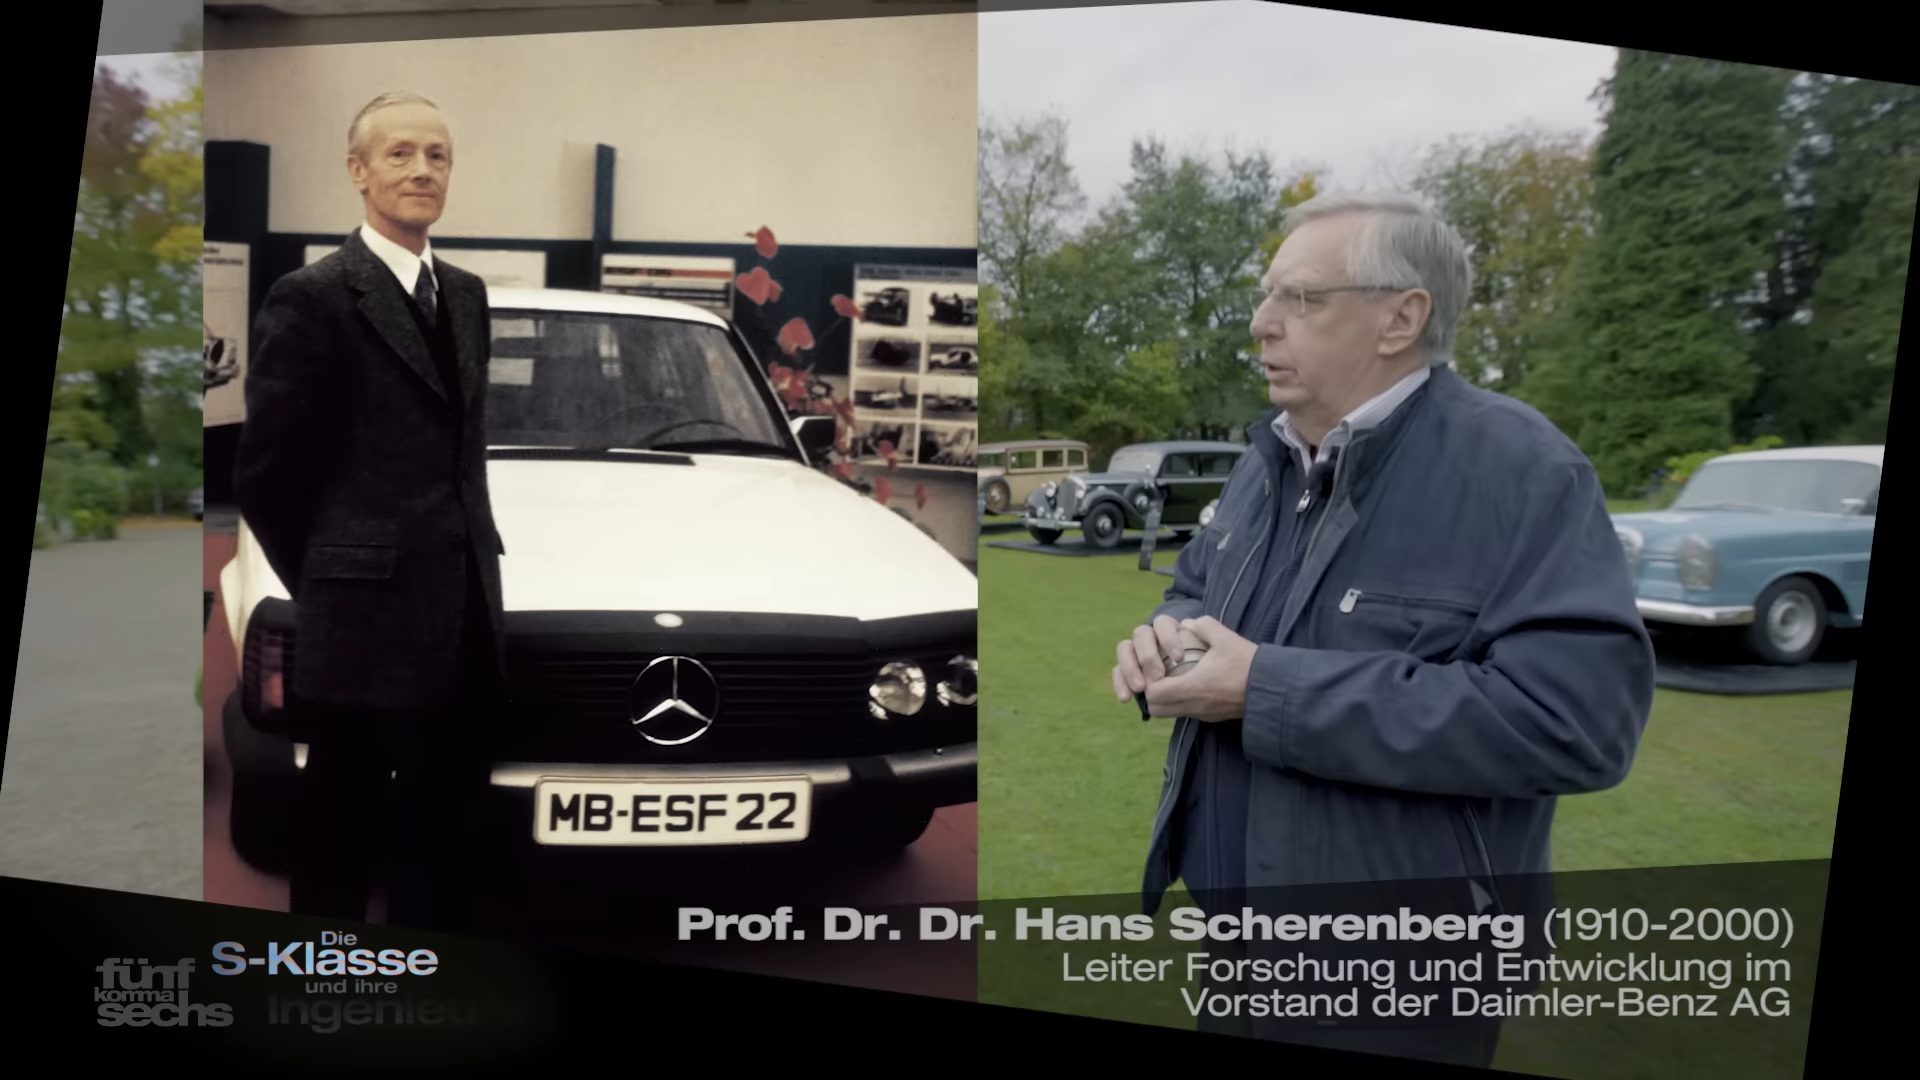 MB-ESF 22
Prof. Dr. Dr. Hans Scherenberg (1910-2000)
Leiter Forschung und Entwicklung im
Vorstand der Daimler-Benz AG
fünf
komma
sechs
Die
S-Klasse
und ihre
Ingenieure